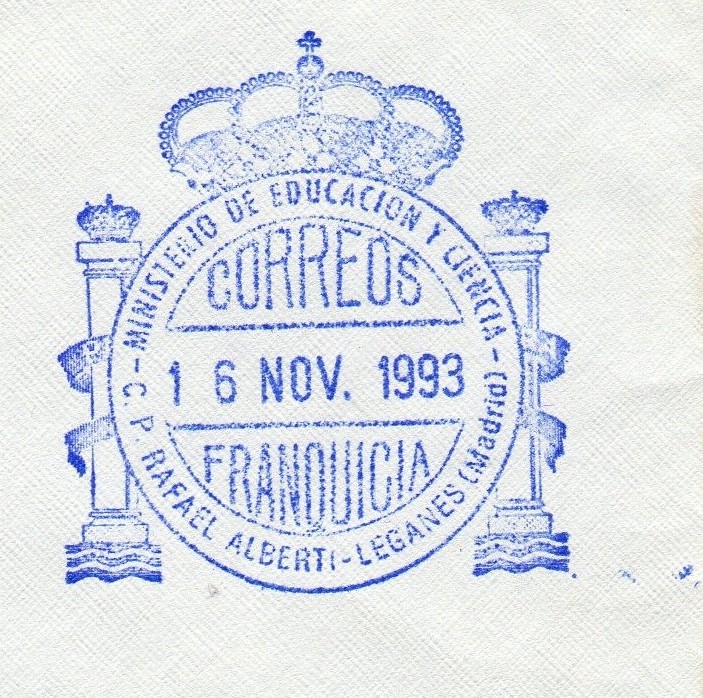 - MINISTERIO DE EDUCACION Y CIENCIA -
CORREOS
1 6 NOV. 1993
FRANQUICIA
C. P. RAFAEL ALBERTI-LEGANES (Madrid)